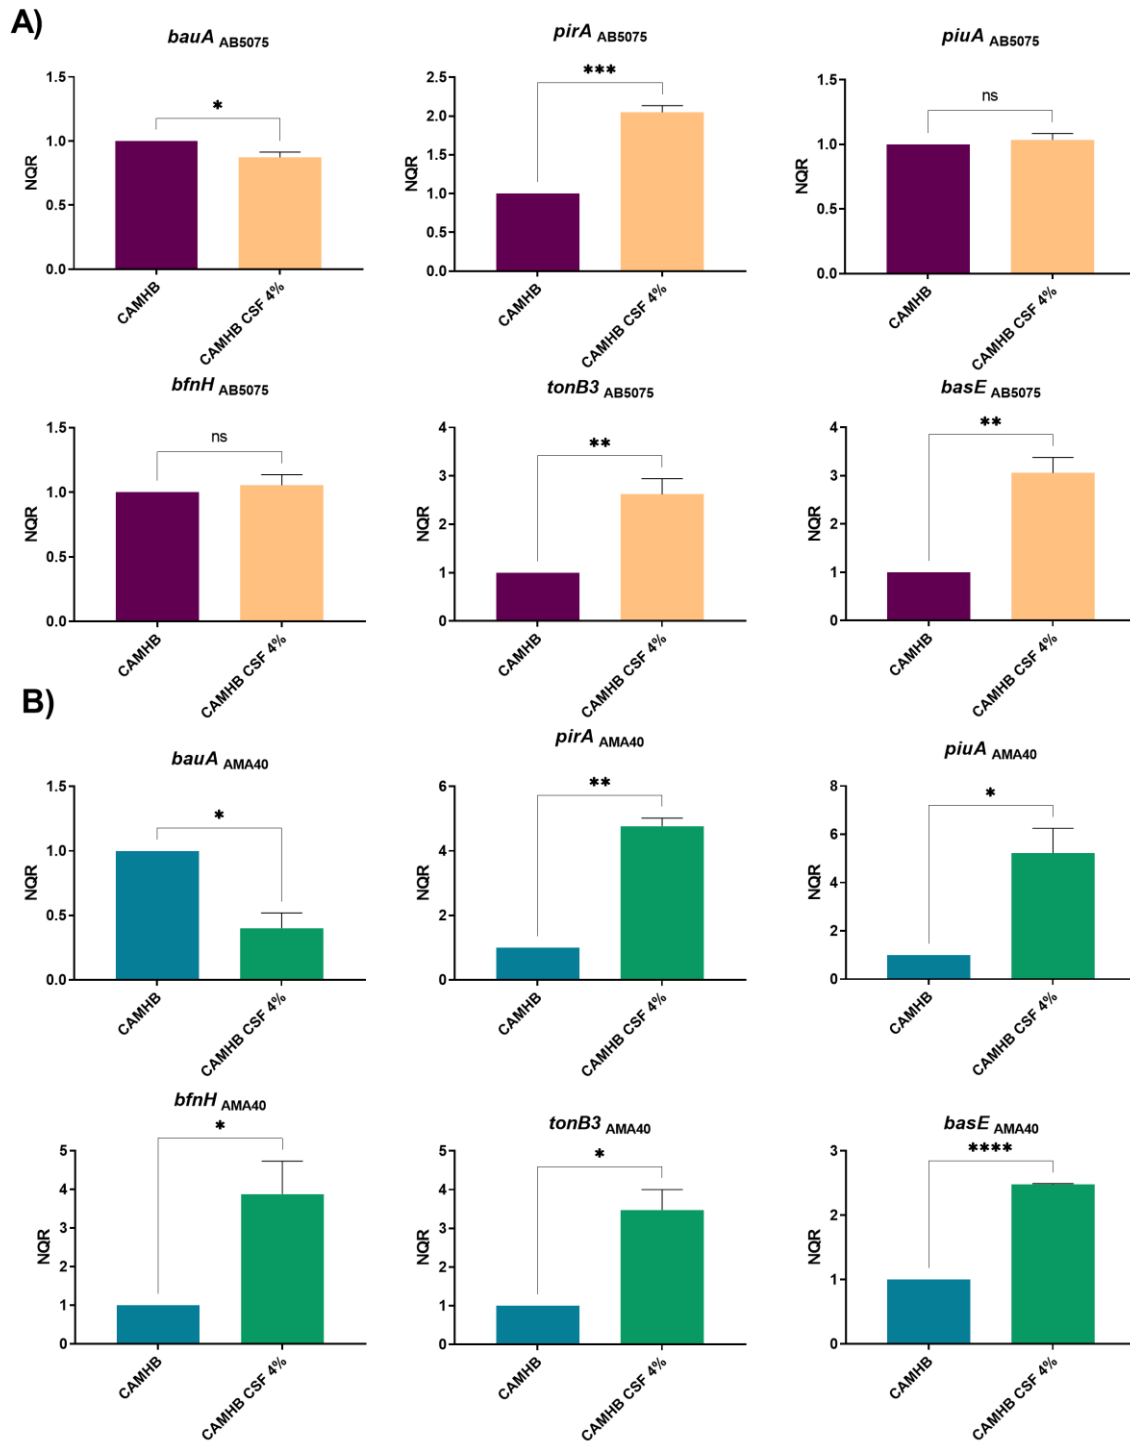 A)
bauA AB5075
pirA AB5075
piuA AB5075
NQR
1.5
1.0
0.5
0.0
*
CAMHB
CAMHB CSF 4%
NQR
2.5
2.0
1.5
1.0
0.5
0.0
***
CAMHB
CAMHB CSF 4%
NQR
1.5
1.0
0.5
0.0
ns
CAMHB
CAMHB CSF 4%
bfnH AB5075
tonB3 AB5075
basE AB5075
NQR
1.5
1.0
0.5
0.0
ns
CAMHB
CAMHB CSF 4%
NQR
4
3
2
1
0
**
CAMHB
CAMHB CSF 4%
NQR
4
3
2
1
0
**
CAMHB
CAMHB CSF 4%
B)
bauA AMA40
pirA AMA40
piuA AMA40
NQR
1.5
1.0
0.5
0.0
*
CAMHB
CAMHB CSF 4%
NQR
6
4
2
0
**
CAMHB
CAMHB CSF 4%
NQR
8
6
4
2
0
*
CAMHB
CAMHB CSF 4%
bfnH AMA40
tonB3 AMA40
basE AMA40
NQR
5
4
3
2
1
0
*
CAMHB
CAMHB CSF 4%
NQR
5
4
3
2
1
0
*
CAMHB
CAMHB CSF 4%
NQR
3
2
1
0
****
CAMHB
CAMHB CSF 4%